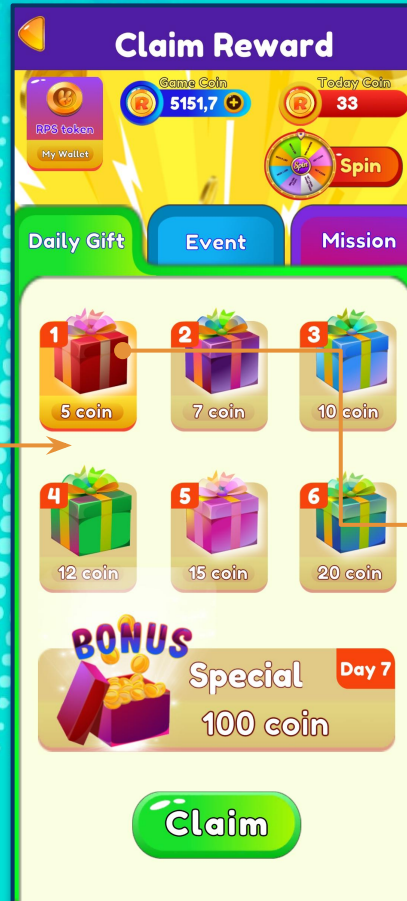 Claim Reward
Game Coin
Today Coin
R
5151,7
R
33
RPS token
My Wallet
Spin
Spin
Daily Gift
Event
Mission
1
2
3
5 coin
7 coin
10 coin
4
5
6
12 coin
15 coin
20 coin
BONUS
Special
Day 7
100 coin
Claim